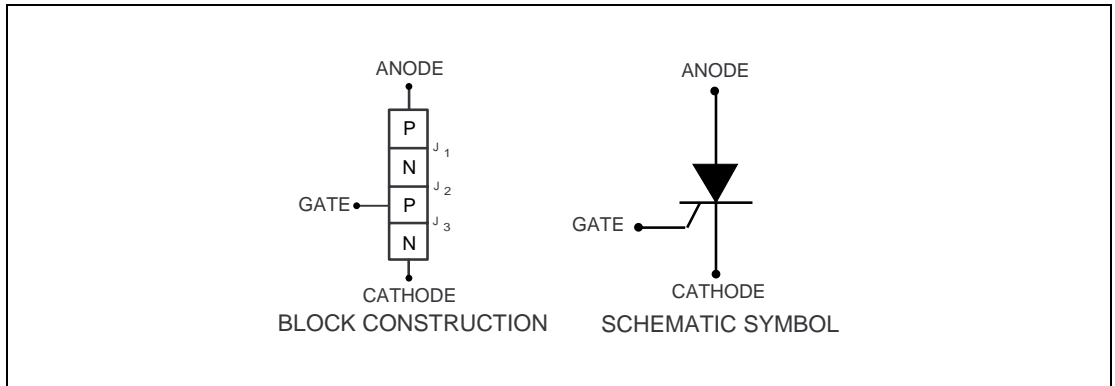 ANODE
P
J 1
N
J 2
GATE
P
J 3
N
CATHODE
BLOCK CONSTRUCTION
ANODE
GATE
CATHODE
SCHEMATIC SYMBOL